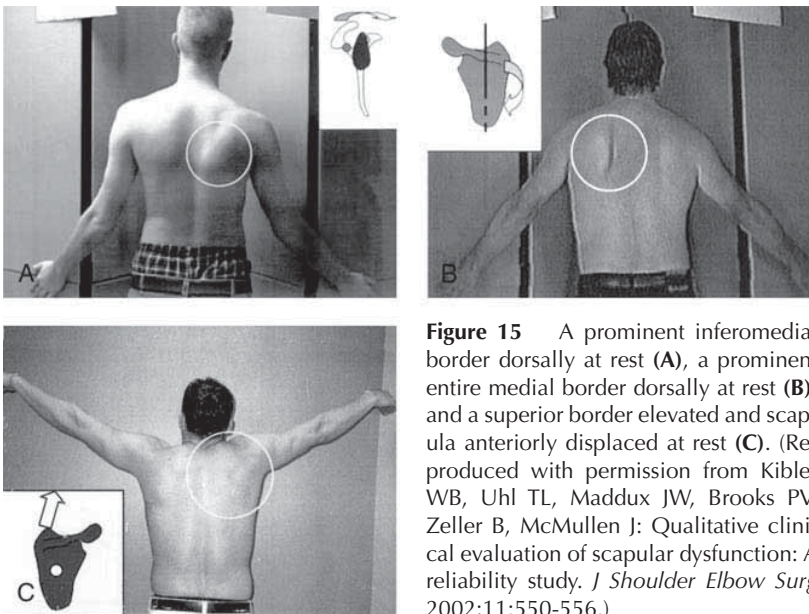 A
B
C
Figure 15 A prominent inferomedia
border dorsally at rest (A), a prominen
entire medial border dorsally at rest (B)
and a superior border elevated and scap
ula anteriorly displaced at rest (C). (Re
produced with permission from Kible
WB, Uhl TL, Maddux JW, Brooks PV
Zeller B, McMullen J: Qualitative clini
cal evaluation of scapular dysfunction: A
reliability study. J Shoulder Elbow Surg
2002;11:550-556.)